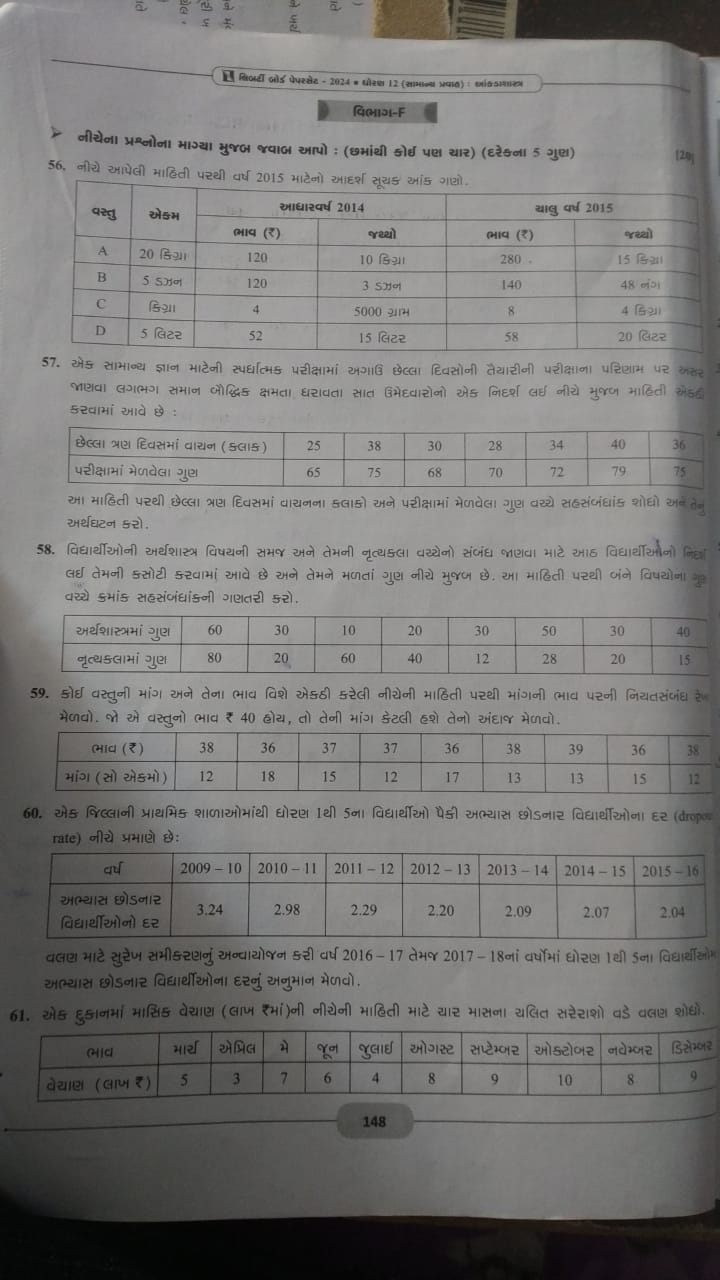 લિબર્ટી બોર્ડ પેપરસેટ - 2024 ● ધોરણ 12 (સામાન્ય પ્રવાહ) : આંકડાશાસ્ત્ર
વિભાગ-F
➤ નીચેના પ્રશ્નોના માગ્યા મુજબ જવાબ આપો : (છમાંથી કોઈ પણ ચાર) (દરેકના 5 ગુણ) [20]
56. નીચે આપેલી માહિતી પરથી વર્ષ 2015 માટેનો આદર્શ સૂચક આંક ગણો.
વસ્તુ એકમ આધારવર્ષ 2014 ચાલુ વર્ષ 2015
ભાવ (₹) જથ્થો ભાવ (₹) જથ્થો
A 20 કિગ્રા 120 10 કિગ્રા 280 15 કિગ્રા
B 5 ડઝન 120 3 ડઝન 140 48 નંગ
C કિગ્રા 4 5000 ગ્રામ 8 4 કિગ્રા
D 5 લિટર 52 15 લિટર 58 20 લિટર
57. એક સામાન્ય જ્ઞાન માટેની સ્પર્ધાત્મક પરીક્ષામાં અગાઉ છેલ્લા દિવસોની તૈયારીની પરીક્ષાના પરિણામ પર અસર
જાણવા લગભગ સમાન બૌદ્ધિક ક્ષમતા ધરાવતા સાત ઉમેદવારોનો એક નિદર્શ લઈ નીચે મુજબ માહિતી એકઠી
કરવામાં આવે છે :
છેલ્લા ત્રણ દિવસમાં વાચન (કલાક) 25 38 30 28 34 40 36
પરીક્ષામાં મેળવેલા ગુણ 65 75 68 70 72 79 75
આ માહિતી પરથી છેલ્લા ત્રણ દિવસમાં વાચનના કલાકો અને પરીક્ષામાં મેળવેલા ગુણ વચ્ચે સહસંબંધાંક શોધો અને તેનું
અર્થઘટન કરો.
58. વિદ્યાર્થીઓની અર્થશાસ્ત્ર વિષયની સમજ અને તેમની નૃત્યકલા વચ્ચેનો સંબંધ જાણવા માટે આઠ વિદ્યાર્થીઓનો નિદર્શ
લઈ તેમની કસોટી કરવામાં આવે છે અને તેમને મળતાં ગુણ નીચે મુજબ છે. આ માહિતી પરથી બંને વિષયોના ગુણ
વચ્ચે ક્રમાંક સહસંબંધાંકની ગણતરી કરો.
અર્થશાસ્ત્રમાં ગુણ 60 30 10 20 30 50 30 40
નૃત્યકલામાં ગુણ 80 20 60 40 12 28 20 15
59. કોઈ વસ્તુની માંગ અને તેના ભાવ વિશે એકઠી કરેલી નીચેની માહિતી પરથી માંગની ભાવ પરની નિયતસંબંધ રેખા
મેળવો. જો એ વસ્તુનો ભાવ ₹ 40 હોય, તો તેની માંગ કેટલી હશે તેનો અંદાજ મેળવો.
ભાવ (₹) 38 36 37 37 36 38 39 36 38
માંગ (સો એકમો) 12 18 15 12 17 13 13 15 12
60. એક જિલ્લાની પ્રાથમિક શાળાઓમાંથી ધોરણ 1થી 5ના વિદ્યાર્થીઓ પૈકી અભ્યાસ છોડનાર વિદ્યાર્થીઓના દર (dropou
rate) નીચે પ્રમાણે છે:
વર્ષ 2009 – 10 2010 – 11 2011 – 12 2012 – 13 2013 – 14 2014 – 15 2015 – 16
અભ્યાસ છોડનાર
વિદ્યાર્થીઓનો દર 3.24 2.98 2.29 2.20 2.09 2.07 2.04
વલણ માટે સુરેખ સમીકરણનું અન્વાયોજન કરી વર્ષ 2016 – 17 તેમજ 2017 – 18નાં વર્ષોમાં ધોરણ 1થી 5ના વિદ્યાર્થીઓમાં
અભ્યાસ છોડનાર વિદ્યાર્થીઓના દરનું અનુમાન મેળવો.
61. એક દુકાનમાં માસિક વેચાણ (લાખ ₹માં)ની નીચેની માહિતી માટે ચાર માસના ચલિત સરેરાશો વડે વલણ શોધો.
ભાવ માર્ચ એપ્રિલ મે જૂન જુલાઈ ઓગસ્ટ સપ્ટેમ્બર ઓક્ટોબર નવેમ્બર ડિસેમ્બર
વેચાણ (લાખ ₹) 5 3 7 6 4 8 9 10 8 9
148